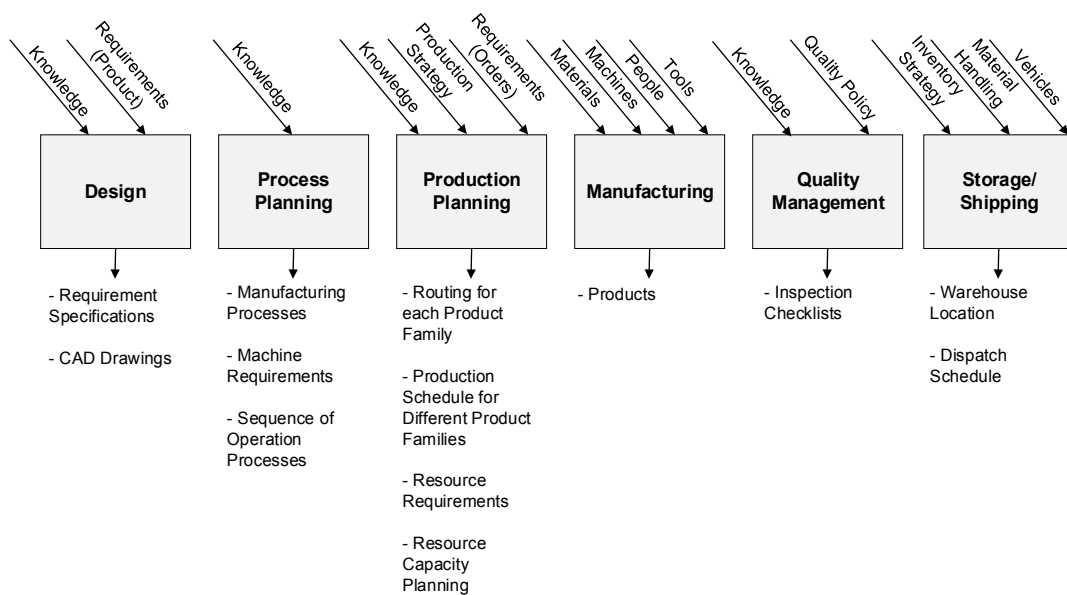 Knowledge
Requirements
(Product)
Knowledge
Knowledge
Production
Strategy
Requirements
(Orders)
Materials
Machines
People
Tools
Knowledge
Quality Policy
Inventory
Strategy
Material
Handling
Vehicles
Design
Process
Planning
Production
Planning
Manufacturing
Quality
Management
Storage/
Shipping
- Requirement
Specifications
- CAD Drawings
- Manufacturing
Processes
- Machine
Requirements
- Sequence of
Operation
Processes
- Routing for
each Product
Family
- Production
Schedule for
Different Product
Families
- Resource
Requirements
- Resource
Capacity
Planning
- Products
- Inspection
Checklists
- Warehouse
Location
- Dispatch
Schedule